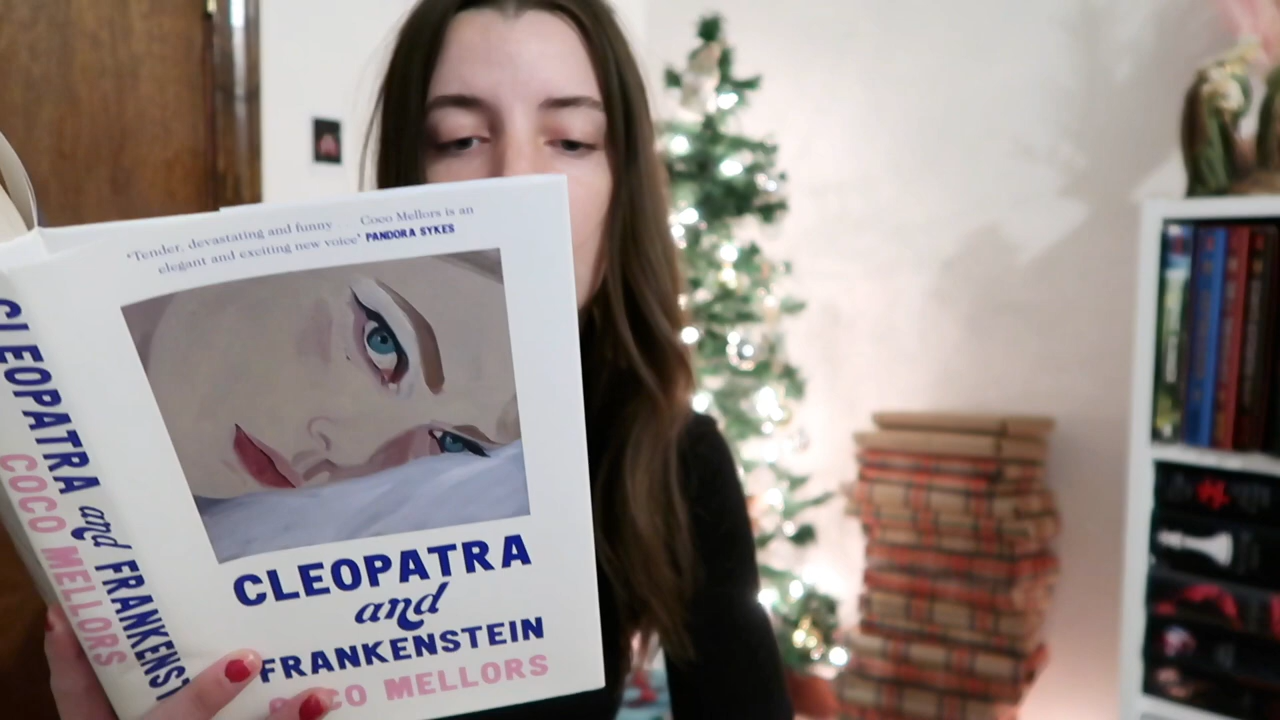 'Tender, devastating and funny
Coco Mellors is an
elegant and exciting new voice' PANDORA SYKES
CLEOPATRA
and
FRANKENSTEIN
COCO MELLORS
CLEOPATRA and FRANKENST
COCO MELLORS